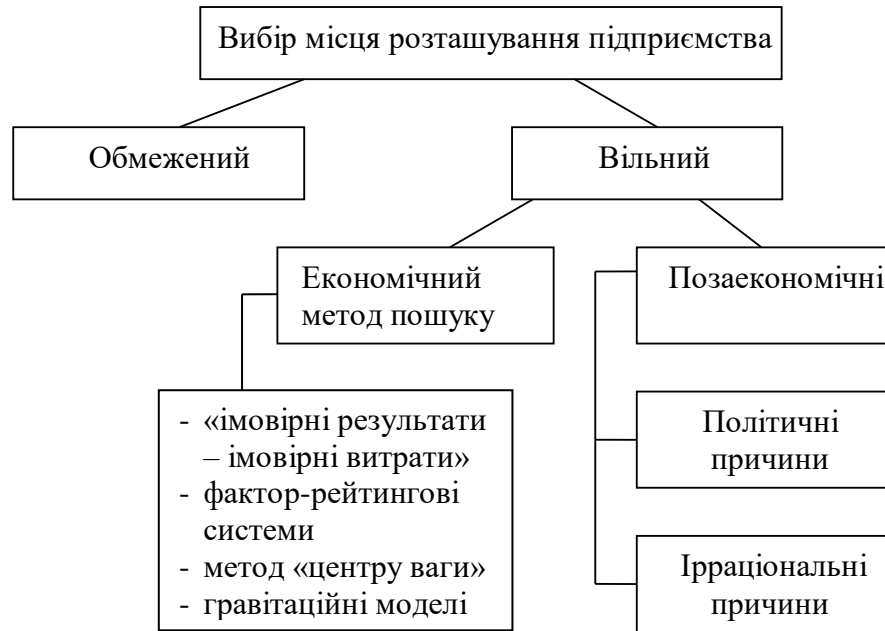 Вибір місця розташування підприємства
Обмежений
Вільний
Економічний
метод пошуку
Позаекономічні
- «імовірні результати
– імовірні витрати»
- фактор-рейтингові
системи
- метод «центру ваги»
- гравітаційні моделі
Політичні
причини
Ірраціональні
причини